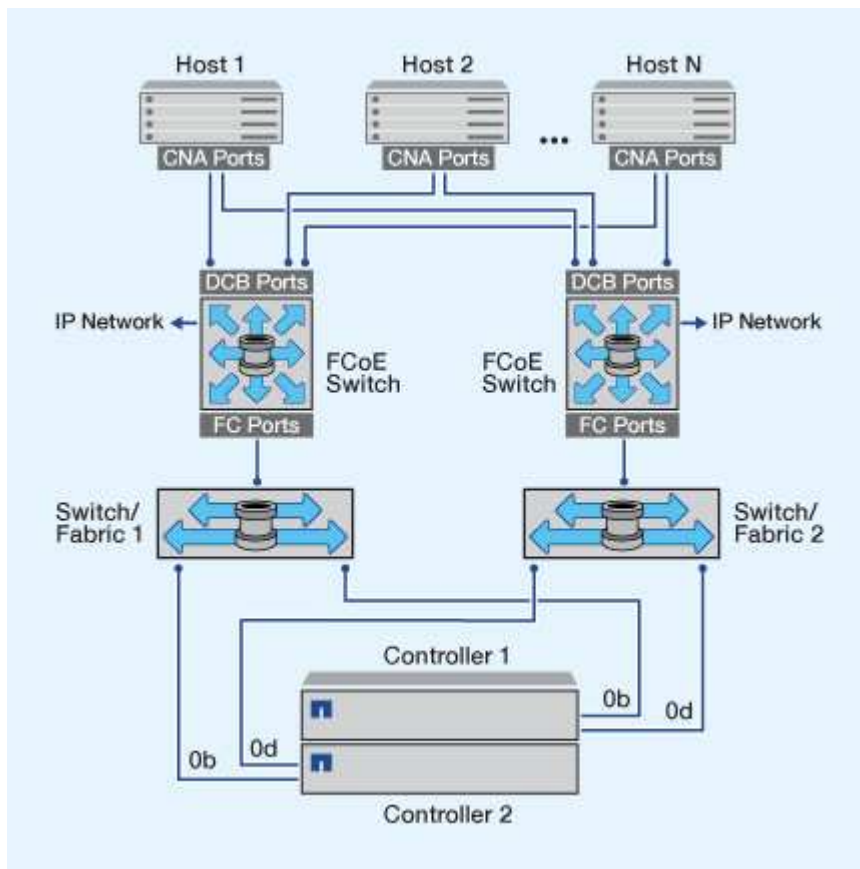 Host 1
Host 2
Host N
...
CNA Ports
CNA Ports
CNA Ports
DCB Ports
DCB Ports
IP Network
IP Network
FCoE
Switch
FCoE
Switch
FC Ports
FC Ports
Switch/
Fabric 1
Switch/
Fabric 2
Controller 1
0b
0d
0d
0b
Controller 2